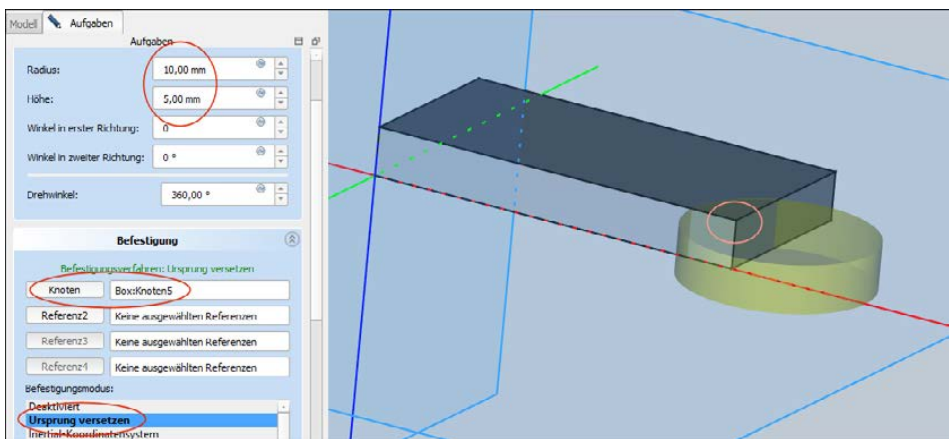 Modell Aufgaben
Aufgaben
Radius: 10,00 mm
Höhe: 5,00 mm
Winkel in erster Richtung: 0
Winkel in zweiter Richtung: 0 °
Drehwinkel: 360,00 °
Befestigung
Befestigungsverfahren: Ursprung versetzen
Knoten Box:Knoten5
Referenz2 Keine ausgewählten Referenzen
Referenz3 Keine ausgewählten Referenzen
Referenz4 Keine ausgewählten Referenzen
Befestigungsmodus:
Deaktiviert
Ursprung versetzen
Inertial-Koordinatensystem